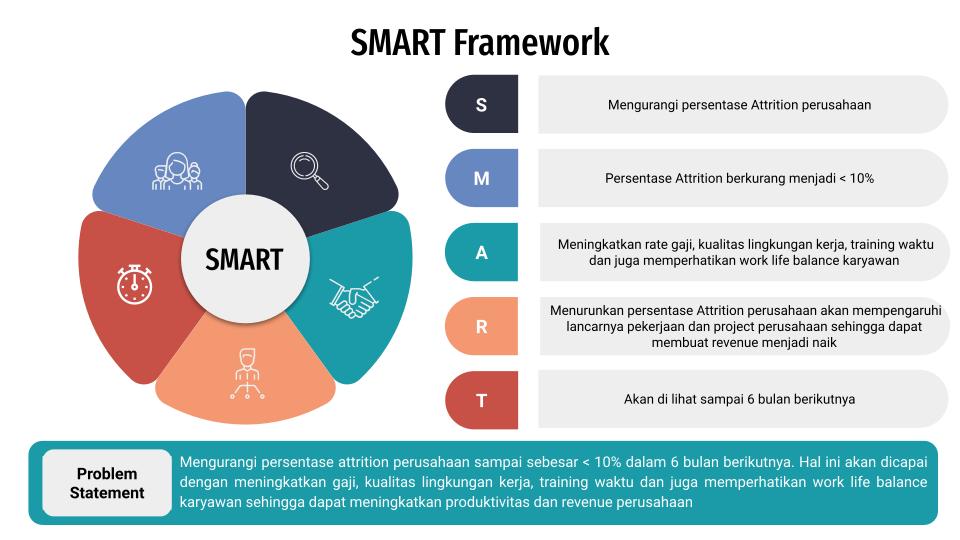 SMART Framework
SMART
S
Mengurangi persentase Attrition perusahaan
M
Persentase Attrition berkurang menjadi < 10%
A
Meningkatkan rate gaji, kualitas lingkungan kerja, training waktu
dan juga memperhatikan work life balance karyawan
R
Menurunkan persentase Attrition perusahaan akan mempengaruhi
lancarnya pekerjaan dan project perusahaan sehingga dapat
membuat revenue menjadi naik
T
Akan di lihat sampai 6 bulan berikutnya
Problem
Statement
Mengurangi persentase attrition perusahaan sampai sebesar < 10% dalam 6 bulan berikutnya. Hal ini akan dicapai
dengan meningkatkan gaji, kualitas lingkungan kerja, training waktu dan juga memperhatikan work life balance
karyawan sehingga dapat meningkatkan produktivitas dan revenue perusahaan